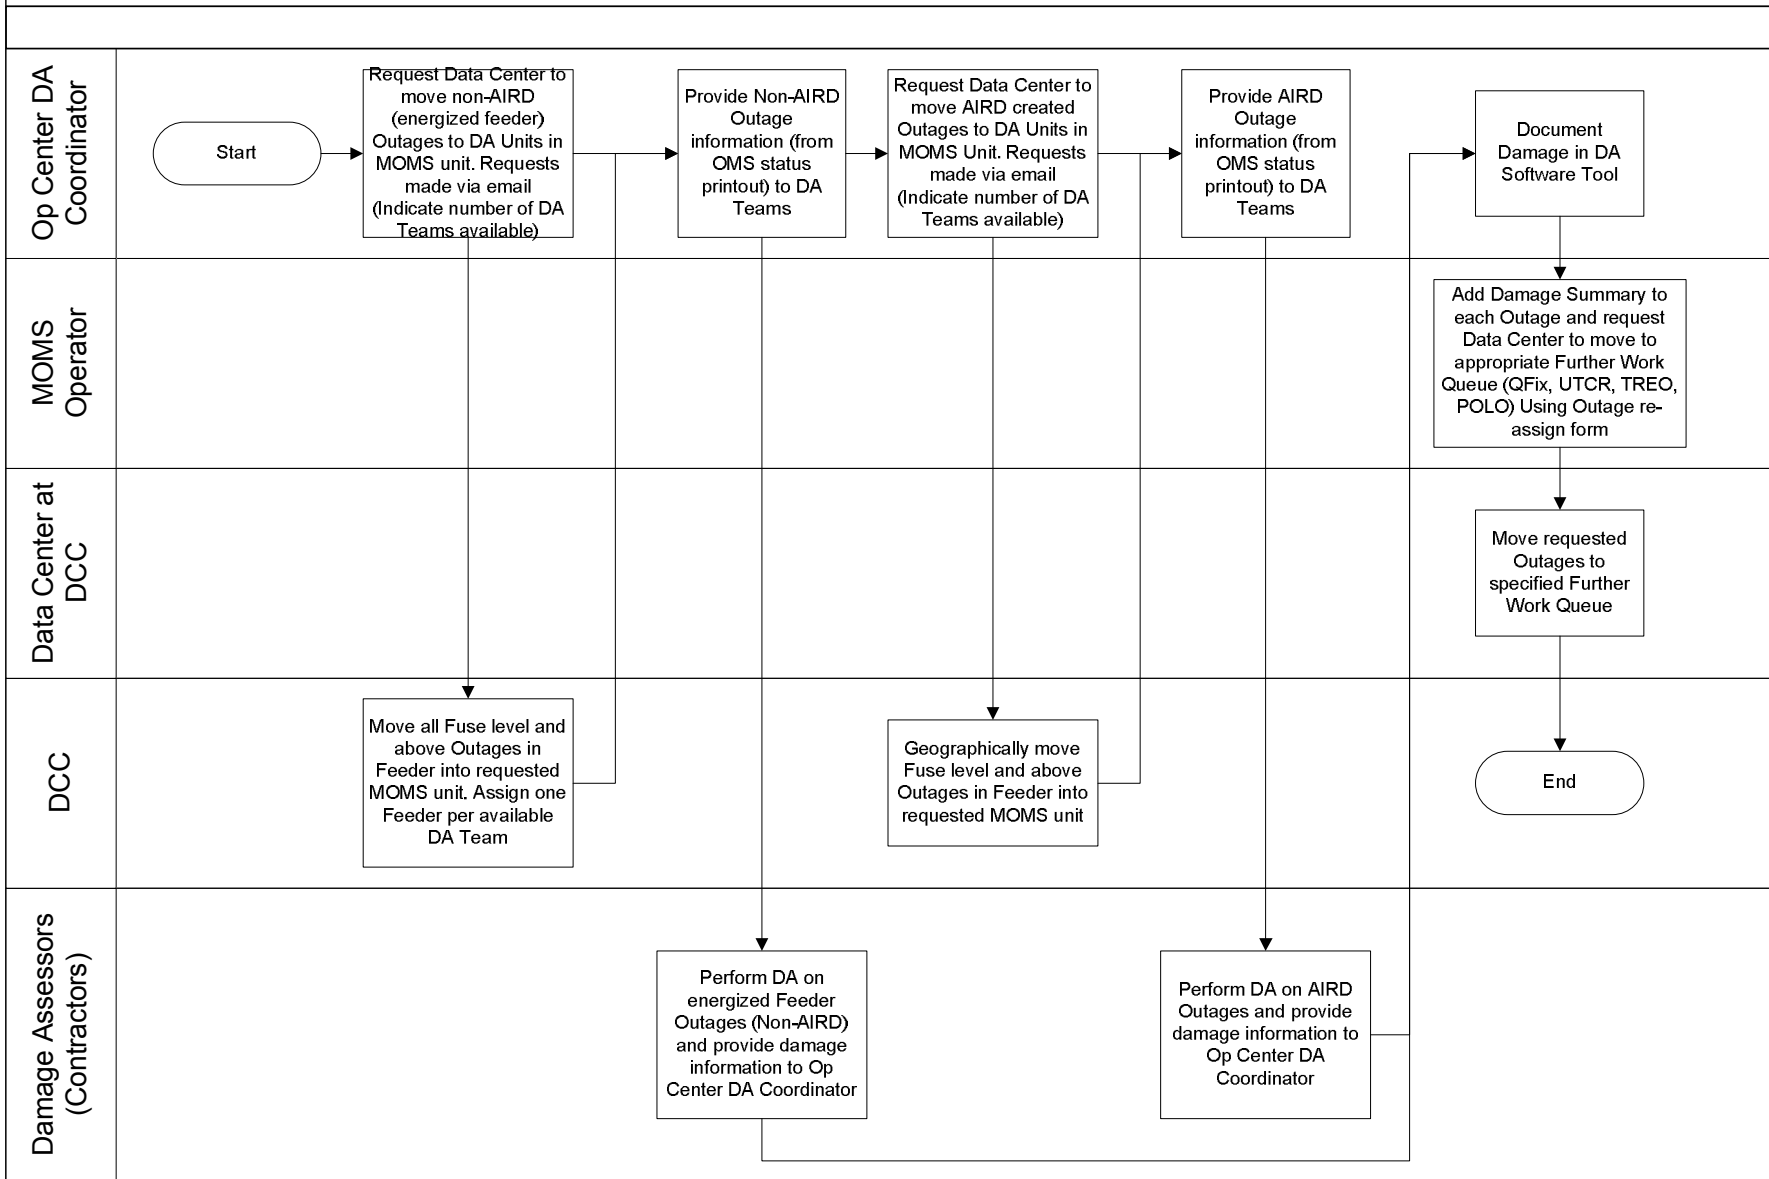 Op Center DA
Coordinator
Start
Request Data Center to
move non-AIRD
(energized feeder)
Outages to DA Units in
MOMS unit. Requests
made via email
(Indicate number of DA
Teams available)
Provide Non-AIRD
Outage
information (from
OMS status
printout) to DA
Teams
Request Data Center to
move AIRD created
Outages to DA Units in
MOMS Unit. Requests
made via email
(Indicate number of DA
Teams available)
Provide AIRD
Outage
information (from
OMS status
printout) to DA
Teams
Document
Damage in DA
Software Tool
MOMS
Operator
Add Damage Summary to
each Outage and request
Data Center to move to
appropriate Further Work
Queue (QFix, UTCR, TREO,
POLO) Using Outage re-
assign form
Data Center at
DCC
Move requested
Outages to
specified Further
Work Queue
DCC
Move all Fuse level and
above Outages in
Feeder into requested
MOMS unit. Assign one
Feeder per available
DA Team
Geographically move
Fuse level and above
Outages in Feeder into
requested MOMS unit
End
Damage Assessors
(Contractors)
Perform DA on
energized Feeder
Outages (Non-AIRD)
and provide damage
information to Op
Center DA Coordinator
Perform DA on AIRD
Outages and provide
damage information to
Op Center DA
Coordinator